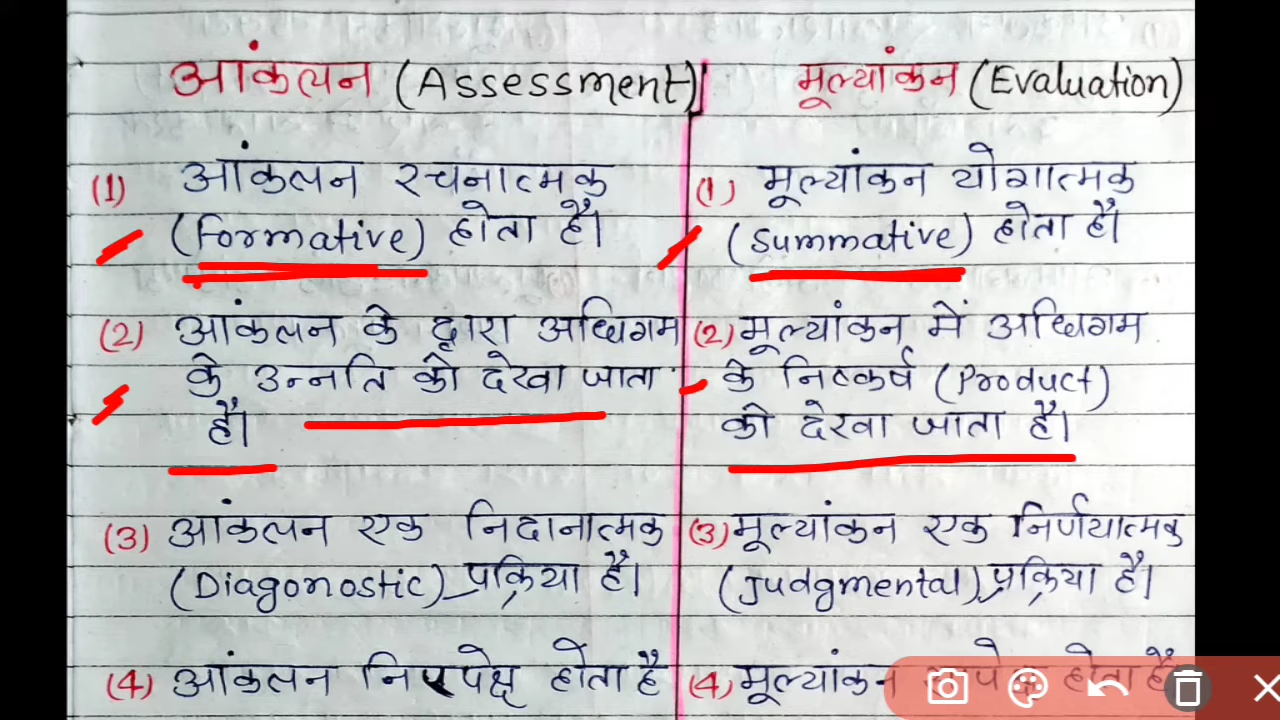 आंकलन (Assessment)
(1) आंकलन रचनात्मक
(Formative) होता है।
(2) आंकलन के द्वारा अधिगम
के उन्नति को देखा जाता
है।
(3) आंकलन एक निदानात्मक
(Diagonostic) प्रक्रिया है।
(4) आंकलन निरपेक्ष होता है
मूल्यांकन (Evaluation)
(1) मूल्यांकन योगात्मक
(Summative) होता है।
(2) मूल्यांकन में अधिगम
के निष्कर्ष (Product)
को देखा जाता है।
(3) मूल्यांकन एक निर्णयात्मक
(Judgmental) प्रक्रिया है।
(4) मूल्यांकन होता है